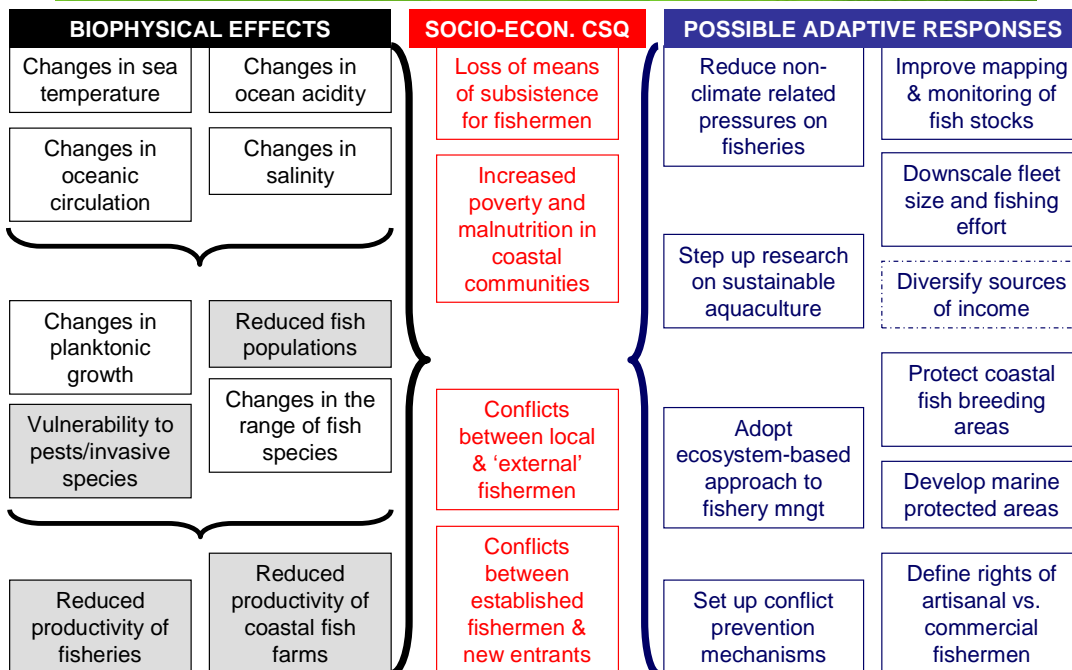 BIOPHYSICAL EFFECTS
Changes in sea
temperature
Changes in
ocean acidity
Changes in
oceanic
circulation
Changes in
salinity
Changes in
planktonic
growth
Reduced fish
populations
Vulnerability to
pests/invasive
species
Changes in the
range of fish
species
Reduced
productivity of
fisheries
Reduced
productivity of
coastal fish
farms
SOCIO-ECON. CSQ
Loss of means
of subsistence
for fishermen
Increased
poverty and
malnutrition in
coastal
communities
Conflicts
between local
& ‘external’
fishermen
Conflicts
between
established
fishermen &
new entrants
POSSIBLE ADAPTIVE RESPONSES
Reduce non-
climate related
pressures on
fisheries
Improve mapping
& monitoring of
fish stocks
Downscale fleet
size and fishing
effort
Step up research
on sustainable
aquaculture
Diversify sources
of income
Protect coastal
fish breeding
areas
Adopt
ecosystem-based
approach to
fishery mngt
Develop marine
protected areas
Set up conflict
prevention
mechanisms
Define rights of
artisanal vs.
commercial
fishermen